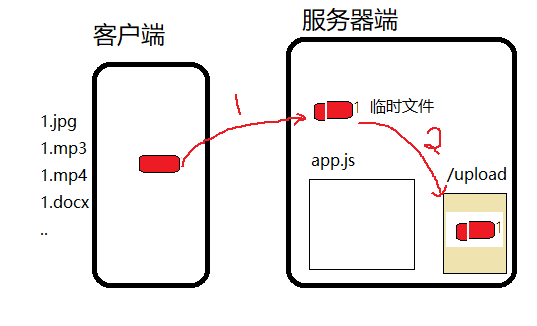 客户端
服务器端
1.jpg
1.mp3
1.mp4
1.docx
..
1
1 临时文件
2
app.js
/upload
1